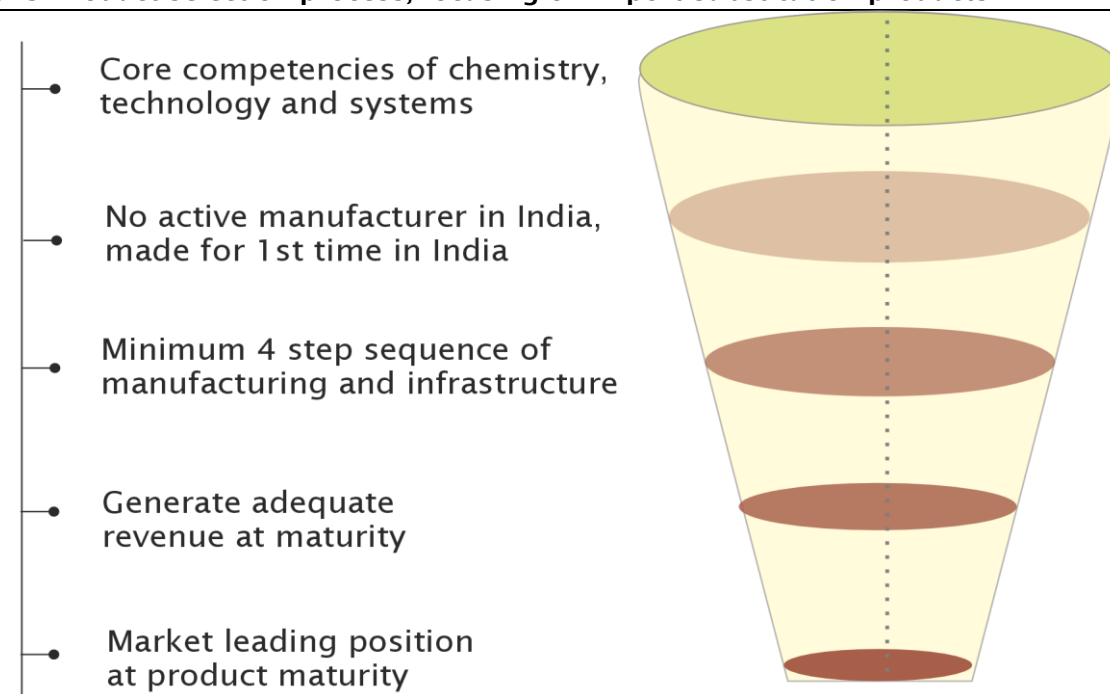 Core competencies of chemistry,
technology and systems
No active manufacturer in India,
made for 1st time in India
Minimum 4 step sequence of
manufacturing and infrastructure
Generate adequate
revenue at maturity
Market leading position
at product maturity